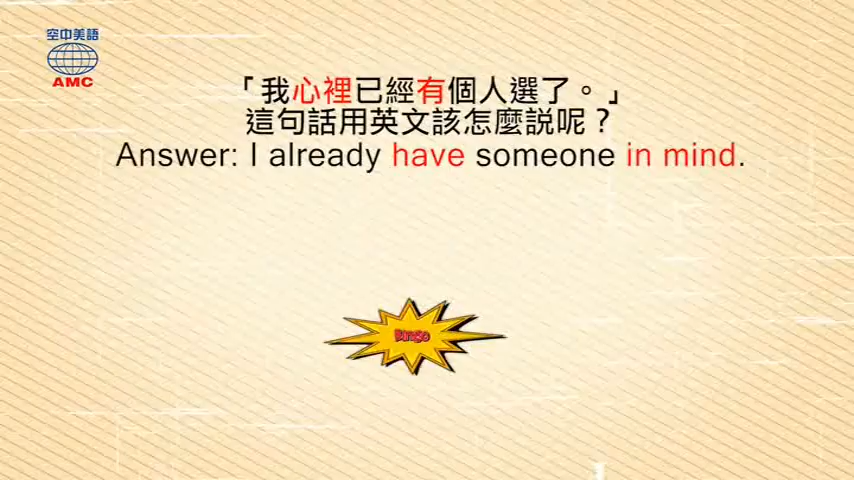 空中美語
AMC
「我心裡已經有個人選了。」
這句話用英文該怎麼説呢？
Answer: I already have someone in mind.
BINGO